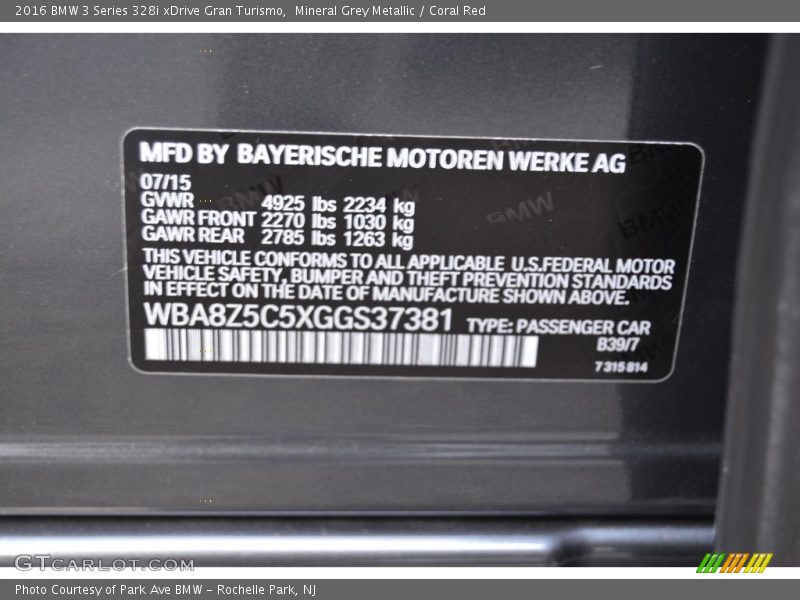 2016 BMW 3 Series 328i xDrive Gran Turismo,  Mineral Grey Metallic / Coral Red
MFD BY BAYERISCHE MOTOREN WERKE AG
07/15
GVWR 4925 lbs 2234 kg
GAWR FRONT 2270 lbs 1030 kg
GAWR REAR 2785 lbs 1263 kg
THIS VEHICLE CONFORMS TO ALL APPLICABLE U.S.FEDERAL MOTOR
VEHICLE SAFETY, BUMPER AND THEFT PREVENTION STANDARDS
IN EFFECT ON THE DATE OF MANUFACTURE SHOWN ABOVE.
WBA8Z5C5XGGS37381 TYPE: PASSENGER CAR
B39/7
7315814
BMW
BMW
GTCARLOT.COM
Photo Courtesy of Park Ave BMW - Rochelle Park, NJ